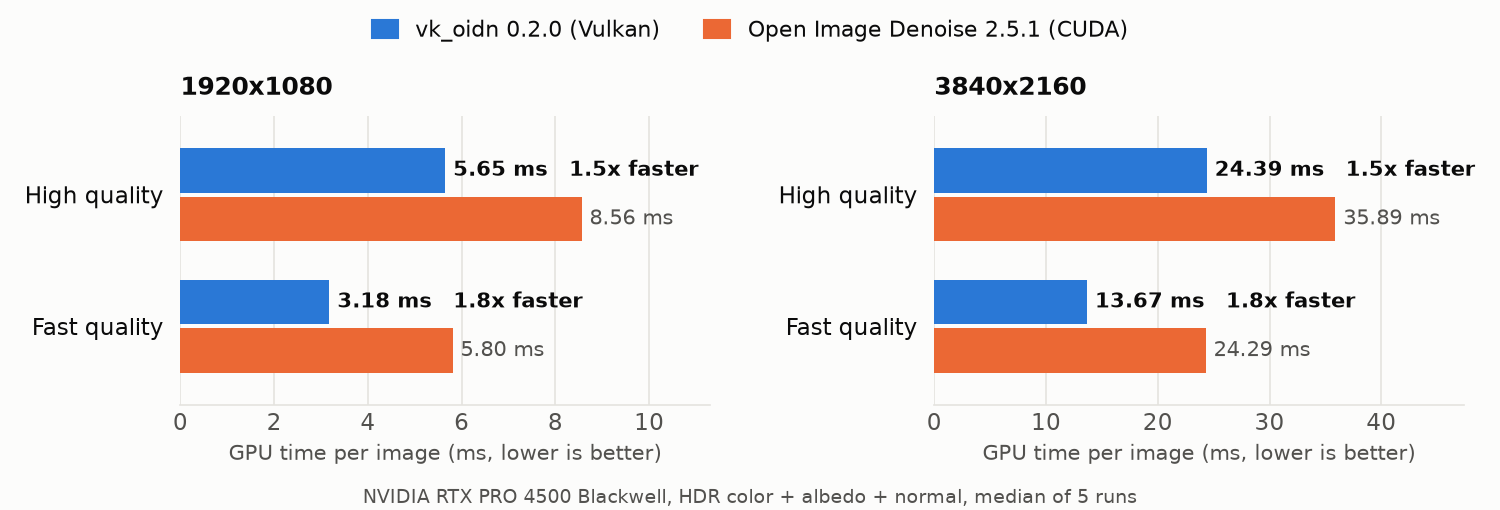 vk_oidn 0.2.0 (Vulkan) Open Image Denoise 2.5.1 (CUDA)
1920x1080
High quality
5.65 ms 1.5x faster
8.56 ms
Fast quality
3.18 ms 1.8x faster
5.80 ms
0 2 4 6 8 10
GPU time per image (ms, lower is better)
3840x2160
High quality
24.39 ms 1.5x faster
35.89 ms
Fast quality
13.67 ms 1.8x faster
24.29 ms
0 10 20 30 40
GPU time per image (ms, lower is better)
NVIDIA RTX PRO 4500 Blackwell, HDR color + albedo + normal, median of 5 runs